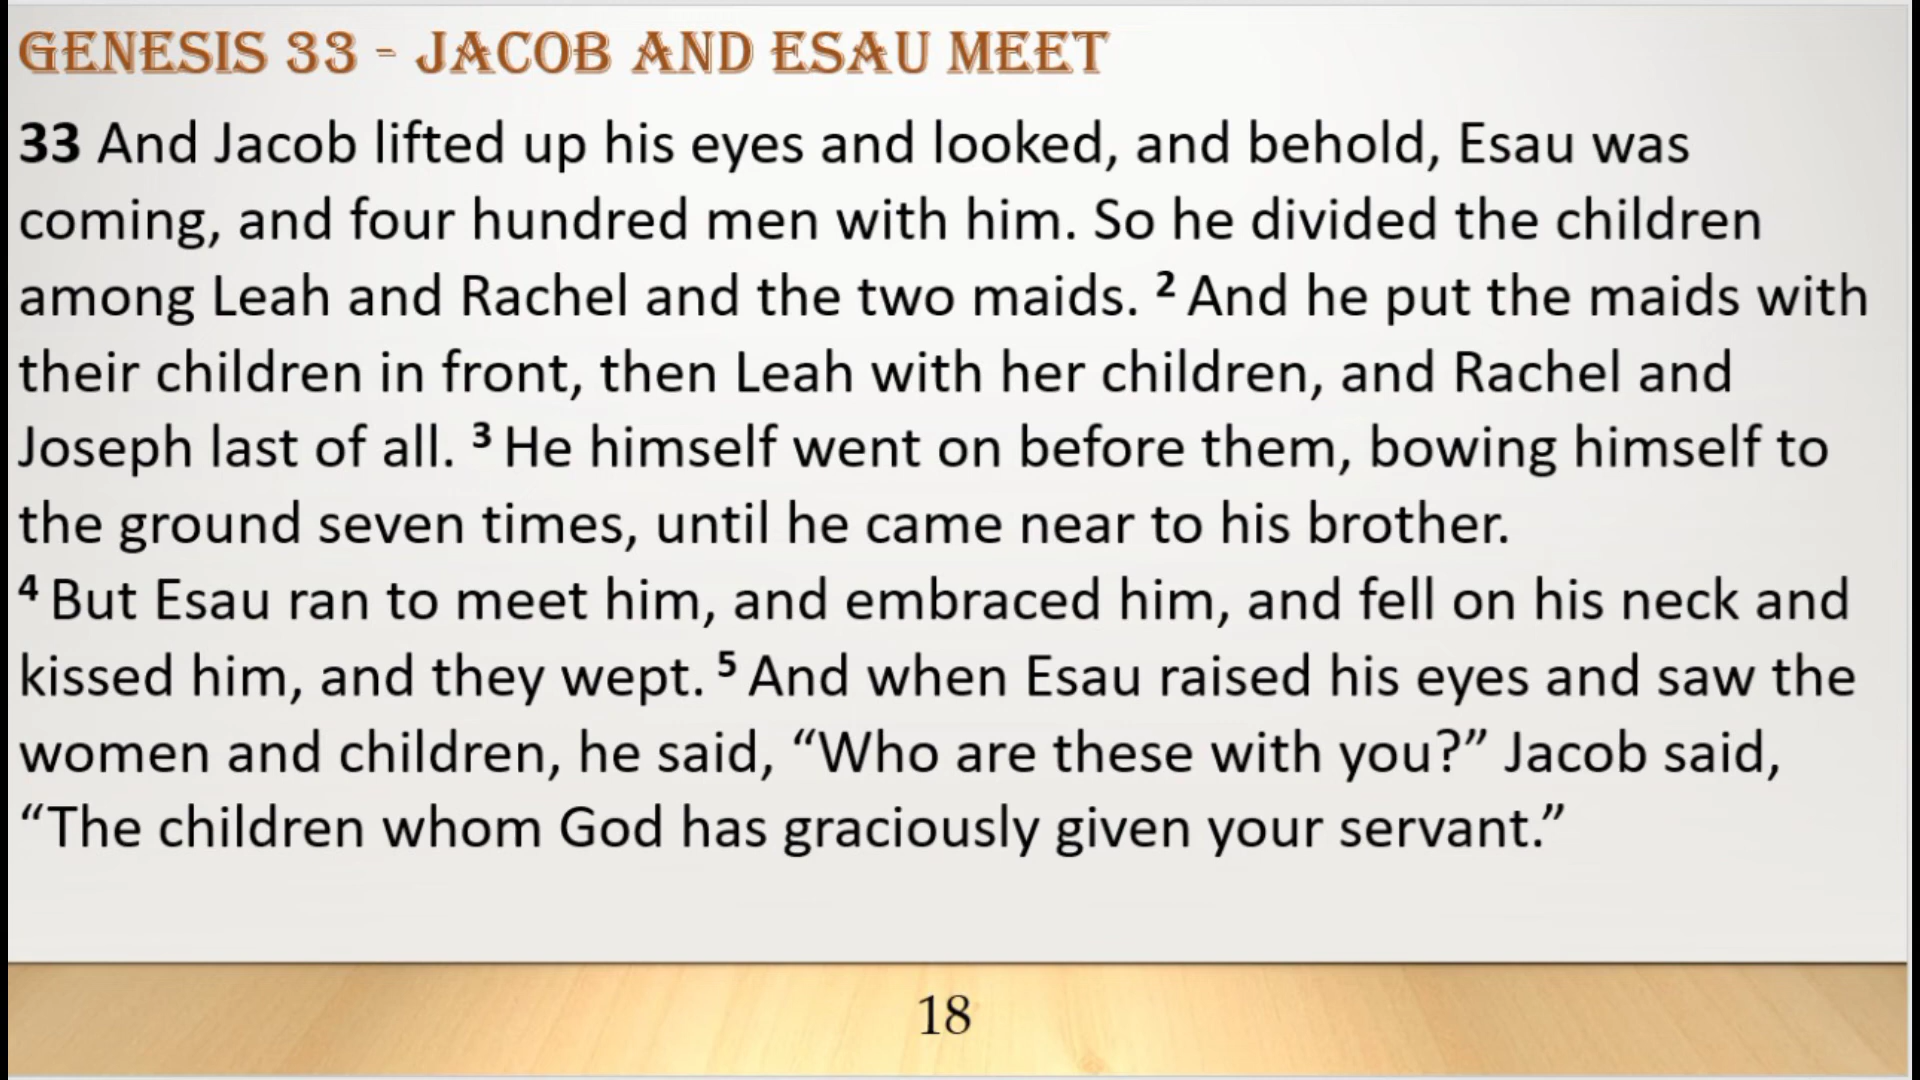 GENESIS 33 - JACOB AND ESAU MEET
33 And Jacob lifted up his eyes and looked, and behold, Esau was
coming, and four hundred men with him. So he divided the children
among Leah and Rachel and the two maids. 2 And he put the maids with
their children in front, then Leah with her children, and Rachel and
Joseph last of all. 3 He himself went on before them, bowing himself to
the ground seven times, until he came near to his brother.
4 But Esau ran to meet him, and embraced him, and fell on his neck and
kissed him, and they wept. 5 And when Esau raised his eyes and saw the
women and children, he said, “Who are these with you?” Jacob said,
“The children whom God has graciously given your servant.”
18